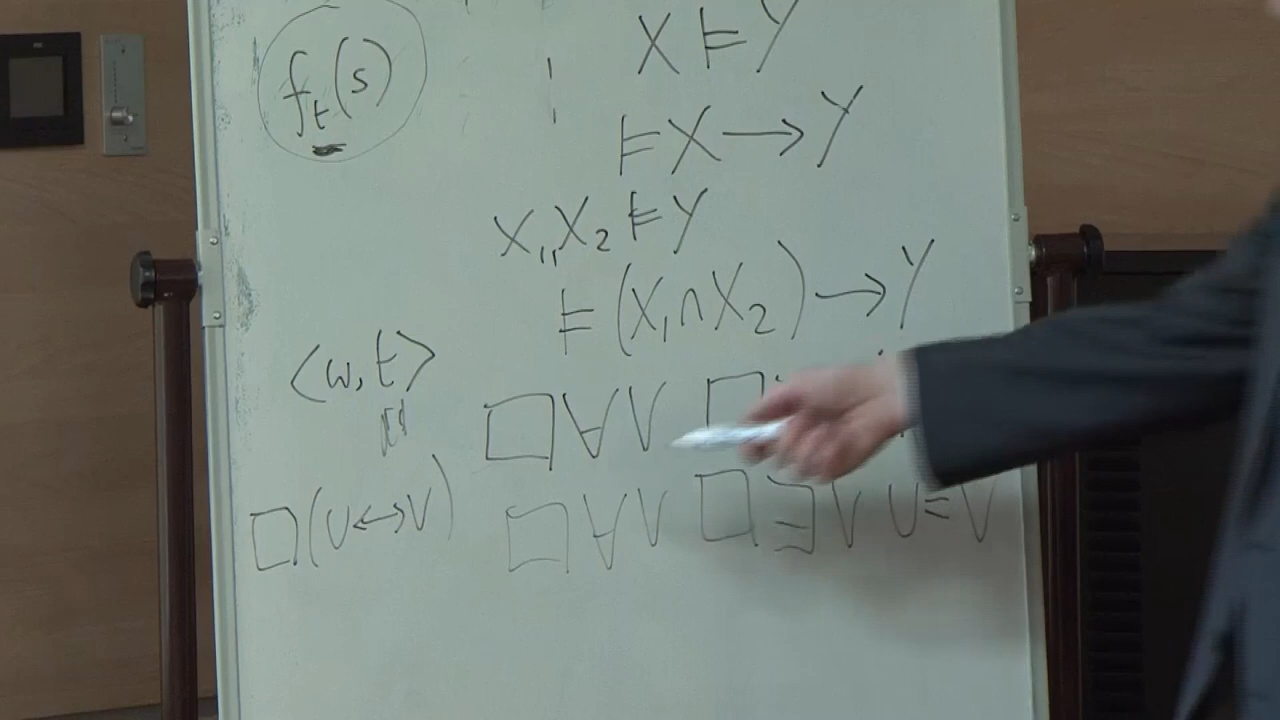 fₜ(s)
X ⊨ Y
⊨ X ⟶ Y
X₁, X₂ ⊨ Y
⊨ (X₁ ∩ X₂) ⟶ Y
⟨w, t⟩
□ ∀ V □
□(U ↔ V) □ ∀ V □ ∃ V U = V